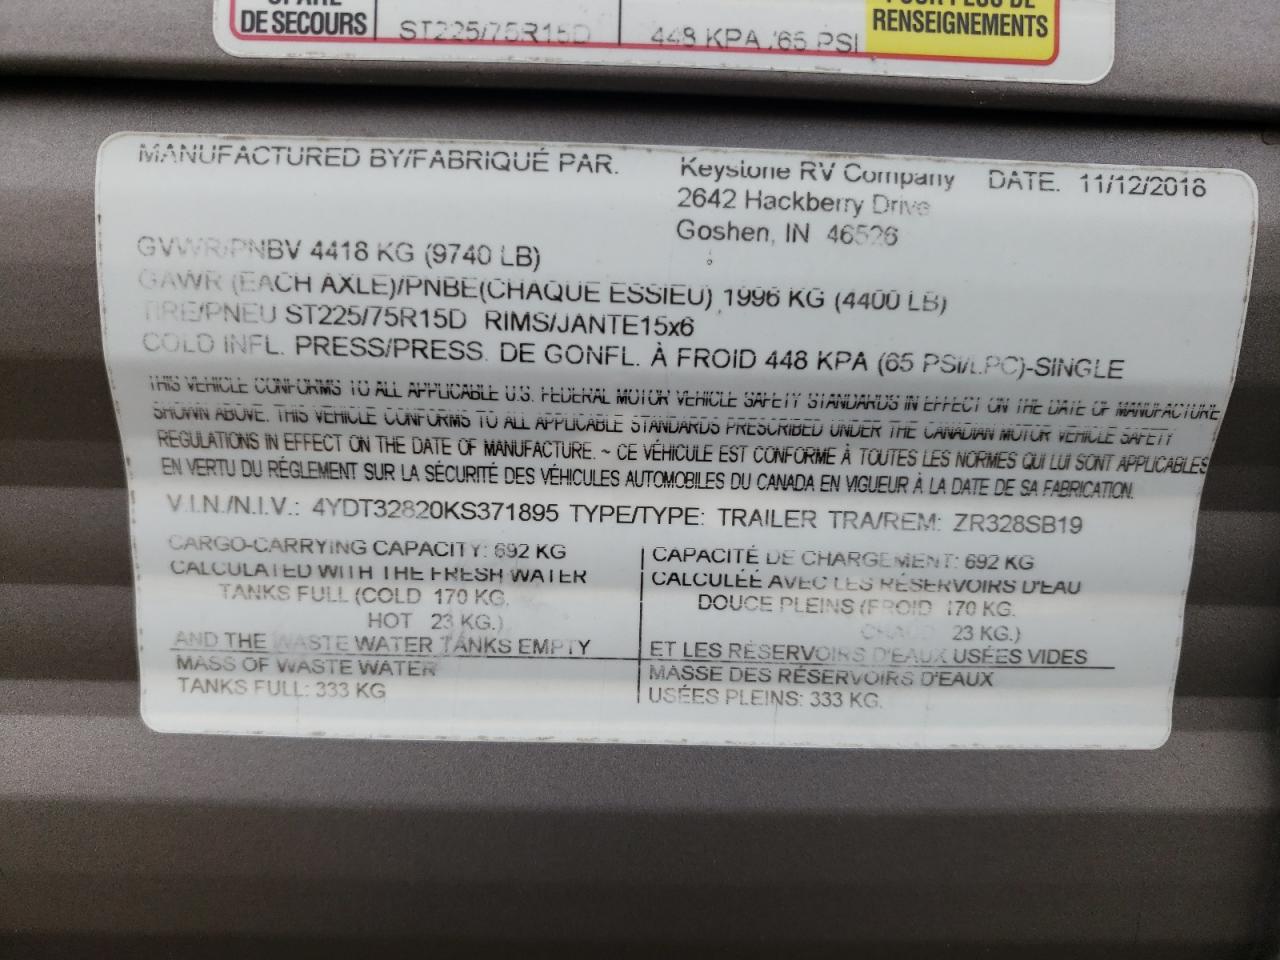 SPARE
DE SECOURS ST225/75R15D 448 KPA /65 PSI POUR PLUS DE
RENSEIGNEMENTS
MANUFACTURED BY/FABRIQUÉ PAR. Keystone RV Company DATE. 11/12/2018
2642 Hackberry Drive
Goshen, IN 46526
GVWR/PNBV 4418 KG (9740 LB)
GAWR (EACH AXLE)/PNBE(CHAQUE ESSIEU) 1996 KG (4400 LB)
TIRE/PNEU ST225/75R15D RIMS/JANTE15x6
COLD INFL. PRESS/PRESS. DE GONFL. À FROID 448 KPA (65 PSI/LPC)-SINGLE
THIS VEHICLE CONFORMS TO ALL APPLICABLE U.S. FEDERAL MOTOR VEHICLE SAFETY STANDARDS IN EFFECT ON THE DATE OF MANUFACTURE
SHOWN ABOVE. THIS VEHICLE CONFORMS TO ALL APPLICABLE STANDARDS PRESCRIBED UNDER THE CANADIAN MOTOR VEHICLE SAFETY
REGULATIONS IN EFFECT ON THE DATE OF MANUFACTURE. ~ CE VÉHICULE EST CONFORME À TOUTES LES NORMES QUI LUI SONT APPLICABLES
EN VERTU DU RÉGLEMENT SUR LA SÉCURITÉ DES VÉHICULES AUTOMOBILES DU CANADA EN VIGUEUR À LA DATE DE SA FABRICATION.
V.I.N./N.I.V.: 4YDT32820KS371895 TYPE/TYPE: TRAILER TRA/REM: ZR328SB19
CARGO-CARRYING CAPACITY: 692 KG
CALCULATED WITH THE FRESH WATER
TANKS FULL (COLD 170 KG.
HOT 23 KG.)
AND THE WASTE WATER TANKS EMPTY
MASS OF WASTE WATER
TANKS FULL: 333 KG
CAPACITÉ DE CHARGEMENT: 692 KG
CALCULÉE AVEC LES RÉSERVOIRS D'EAU
DOUCE PLEINS (FROID 170 KG.
CHAUD 23 KG.)
ET LES RÉSERVOIRS D'EAUX USÉES VIDES
MASSE DES RÉSERVOIRS D'EAUX
USÉES PLEINS: 333 KG.